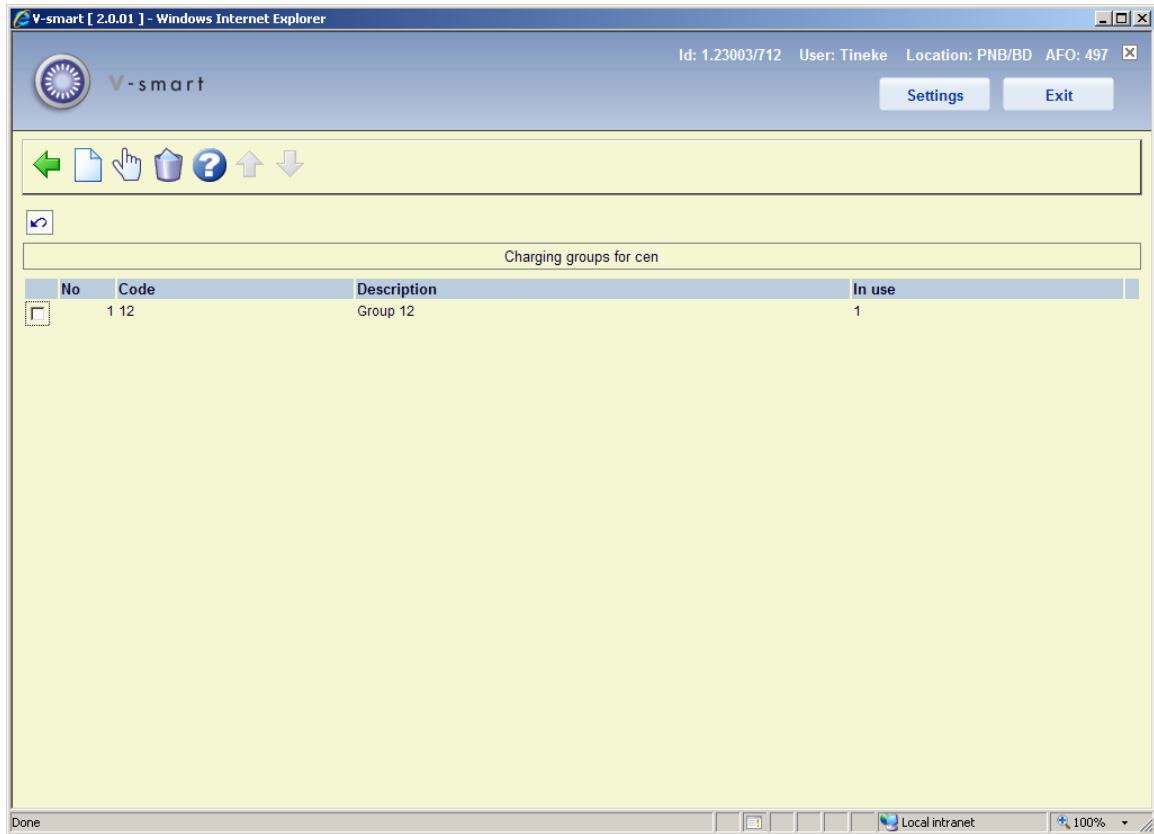 V-smart [ 2.0.01 ] - Windows Internet Explorer
Id: 1.23003/712 User: Tineke Location: PNB/BD AFO: 497
V-smart
Settings Exit
Charging groups for cen
No Code Description In use
1 12 Group 12 1
Done Local intranet 100%